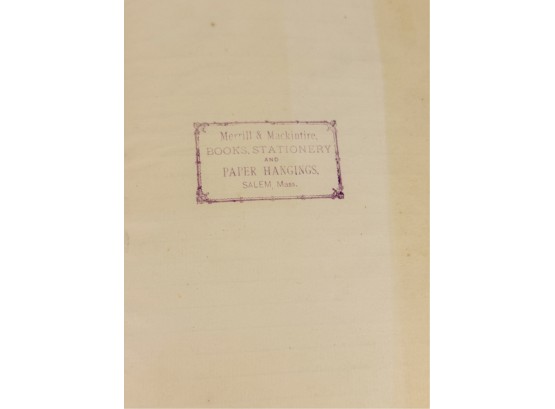 Merrill & Mackintire,
BOOKS, STATIONERY
AND
PAPER HANGINGS,
SALEM, Mass.